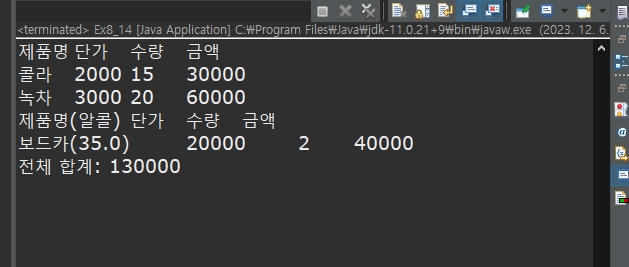 <terminated> Ex8_14 [Java Application] C:\Program Files\Java\jdk-11.0.21+9\bin\javaw.exe (2023. 12. 6.
제품명 단가 수량 금액
콜라 2000 15 30000
녹차 3000 20 60000
제품명(알콜) 단가 수량 금액
보드카(35.0) 20000 2 40000
전체 합계: 130000